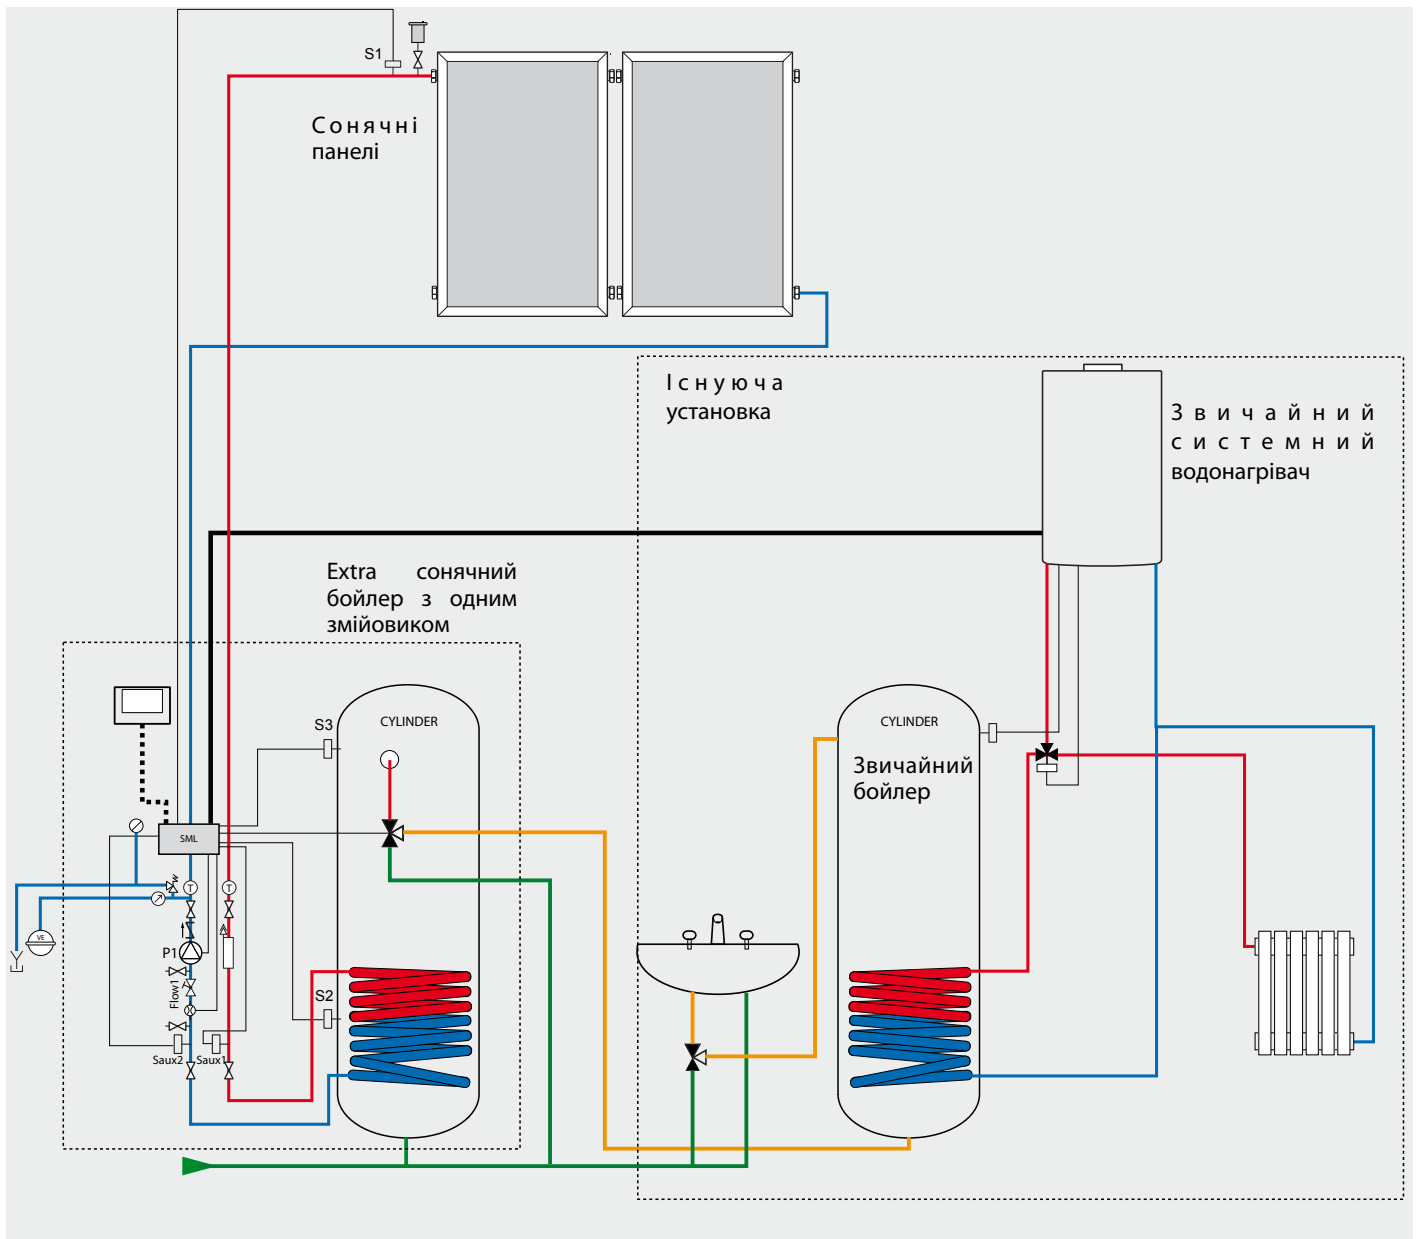 S1
Сонячні
панелі
Існуюча
установка
Звичайний
системний
водонагрівач
Extra сонячний
бойлер з одним
змійовиком
S3
CYLINDER
CYLINDER
Звичайний
бойлер
SML
T
T
VE
P1
Flow1
S2
Saux2
Saux1